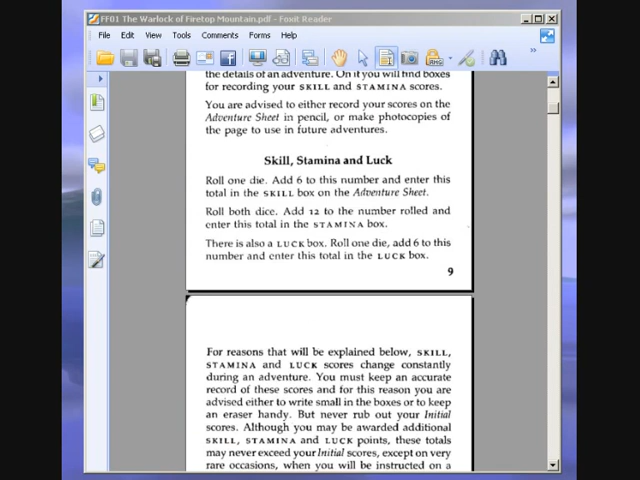 FF01 The Warlock of Firetop Mountain.pdf - Foxit Reader
File Edit View Tools Comments Forms Help
the details of an adventure. On it you will find boxes
for recording your SKILL and STAMINA scores.
You are advised to either record your scores on the
Adventure Sheet in pencil, or make photocopies of
the page to use in future adventures.
Skill, Stamina and Luck
Roll one die. Add 6 to this number and enter this
total in the SKILL box on the Adventure Sheet.
Roll both dice. Add 12 to the number rolled and
enter this total in the STAMINA box.
There is also a LUCK box. Roll one die, add 6 to this
number and enter this total in the LUCK box.
9
For reasons that will be explained below, SKILL,
STAMINA and LUCK scores change constantly
during an adventure. You must keep an accurate
record of these scores and for this reason you are
advised either to write small in the boxes or to keep
an eraser handy. But never rub out your Initial
scores. Although you may be awarded additional
SKILL, STAMINA and LUCK points, these totals
may never exceed your Initial scores, except on very
rare occasions, when you will be instructed on a